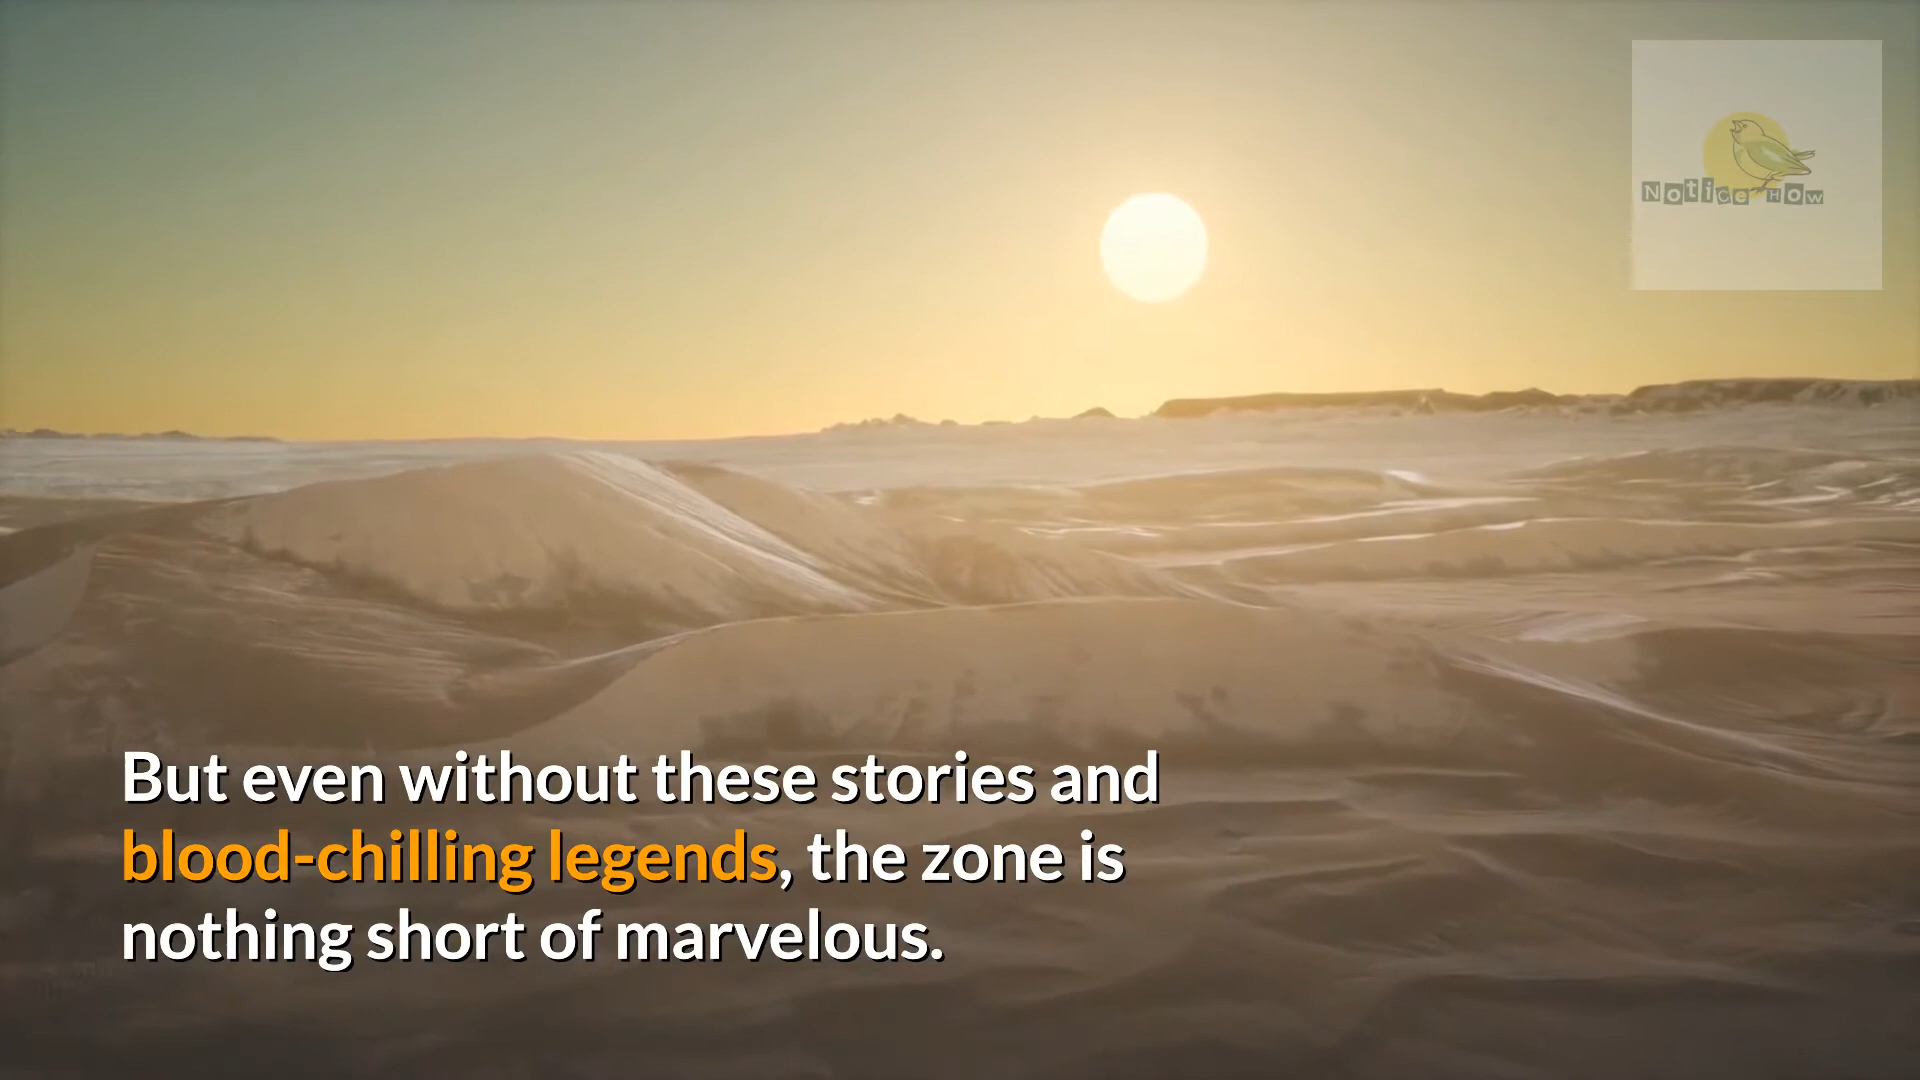 Notice How
But even without these stories and
blood-chilling legends, the zone is
nothing short of marvelous.